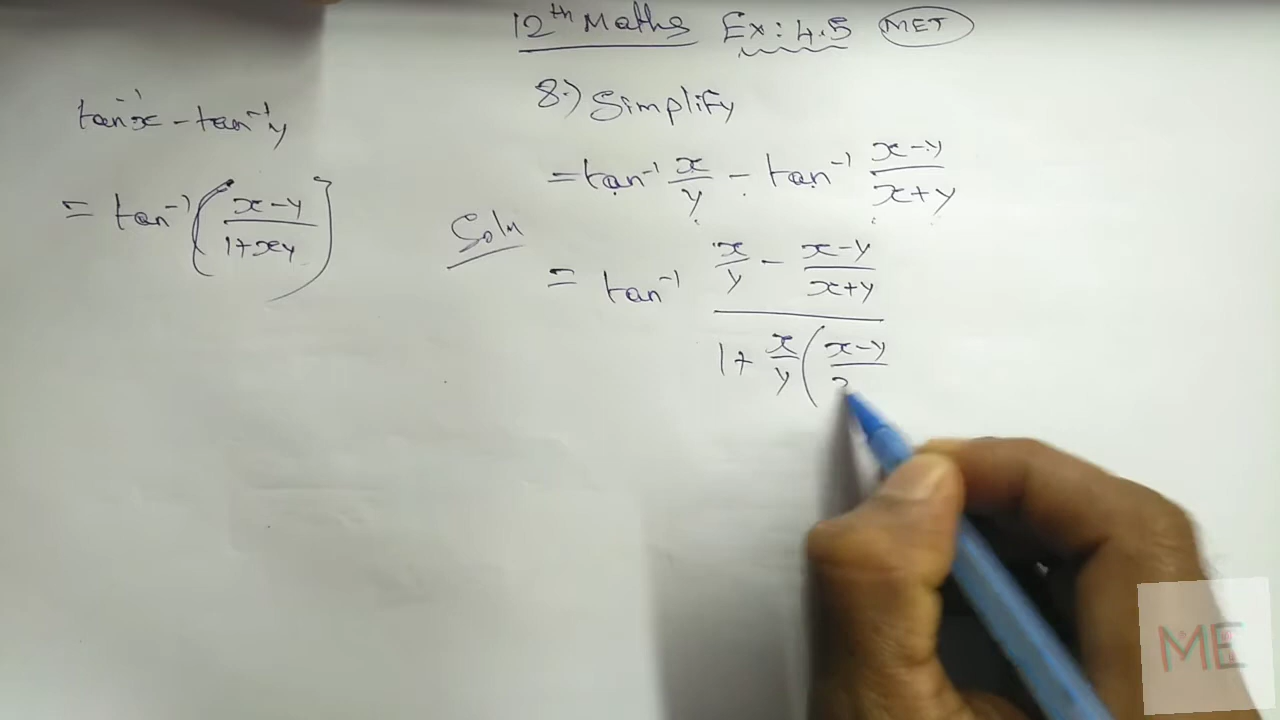 12th Maths Ex: 4.5 MET
8.) Simplify
= tan⁻¹ x/y - tan⁻¹ (x-y)/(x+y)
Soln
= tan⁻¹ x/y - (x-y)/(x+y)
1+ x/y ( x-y
tan⁻¹x - tan⁻¹y
= tan⁻¹ ( (x-y)/(1+xy) ]
ME